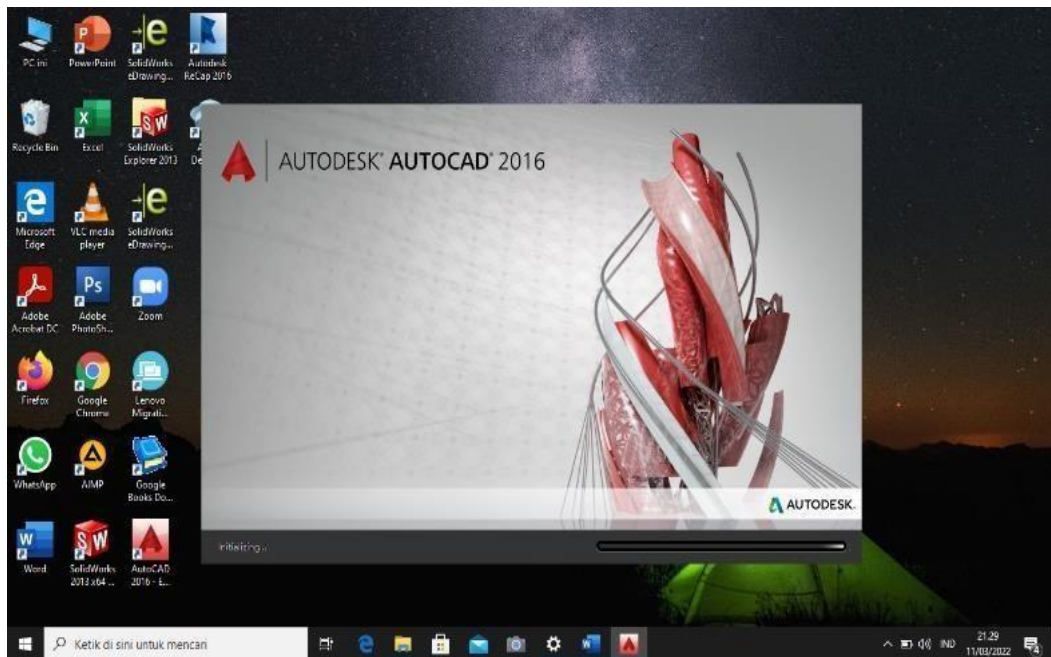 PC ini
PowerPoint
SolidWorks
eDrawing...
Autodesk
ReCap 2016
Recycle Bin
Excel
SolidWorks
Explorer 2013
Microsoft
Edge
VLC media
player
SolidWorks
eDrawing...
Adobe
Acrobat DC
Ps
Adobe
PhotoSh...
Zoom
Firefox
Google
Chrome
Lenovo
Migrati...
WhatsApp
AIMP
Google
Books Do...
Word
SolidWorks
2013 x64 ...
AutoCAD
2016 - E...
AUTODESK® AUTOCAD® 2016
AUTODESK.
Initializing...
Ketik di sini untuk mencari
IND
21.29
11/03/2022
4